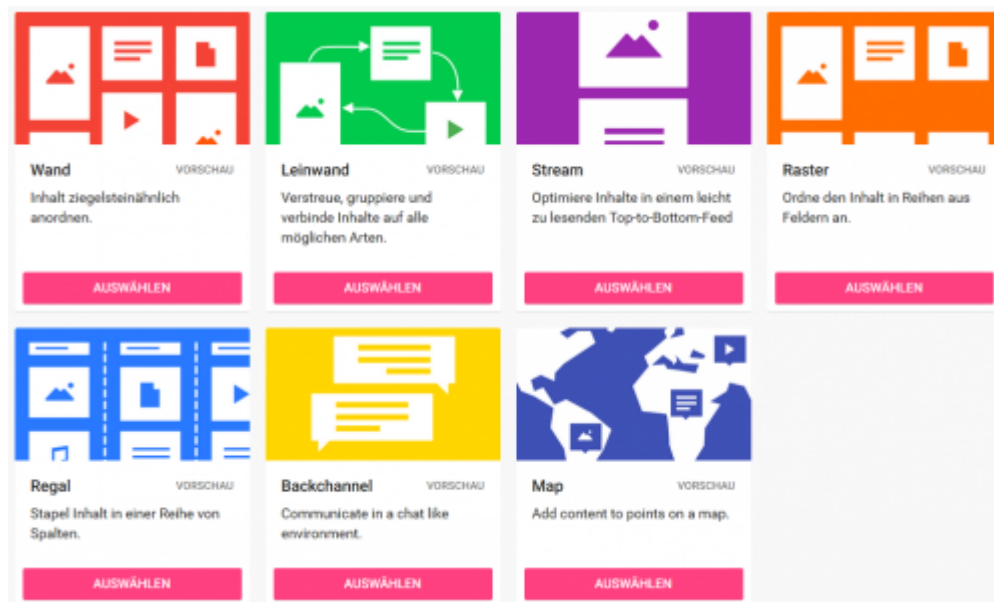 Wand VORSCHAU
Inhalt ziegelsteinähnlich
anordnen.
AUSWÄHLEN
Leinwand VORSCHAU
Verstreue, gruppiere und
verbinde Inhalte auf alle
möglichen Arten.
AUSWÄHLEN
Stream VORSCHAU
Optimiere Inhalte in einem leicht
zu lesenden Top-to-Bottom-Feed
AUSWÄHLEN
Raster VORSCHAU
Ordne den Inhalt in Reihen aus
Feldern an.
AUSWÄHLEN
Regal VORSCHAU
Stapel Inhalt in einer Reihe von
Spalten.
AUSWÄHLEN
Backchannel VORSCHAU
Communicate in a chat like
environment.
AUSWÄHLEN
Map VORSCHAU
Add content to points on a map.
AUSWÄHLEN